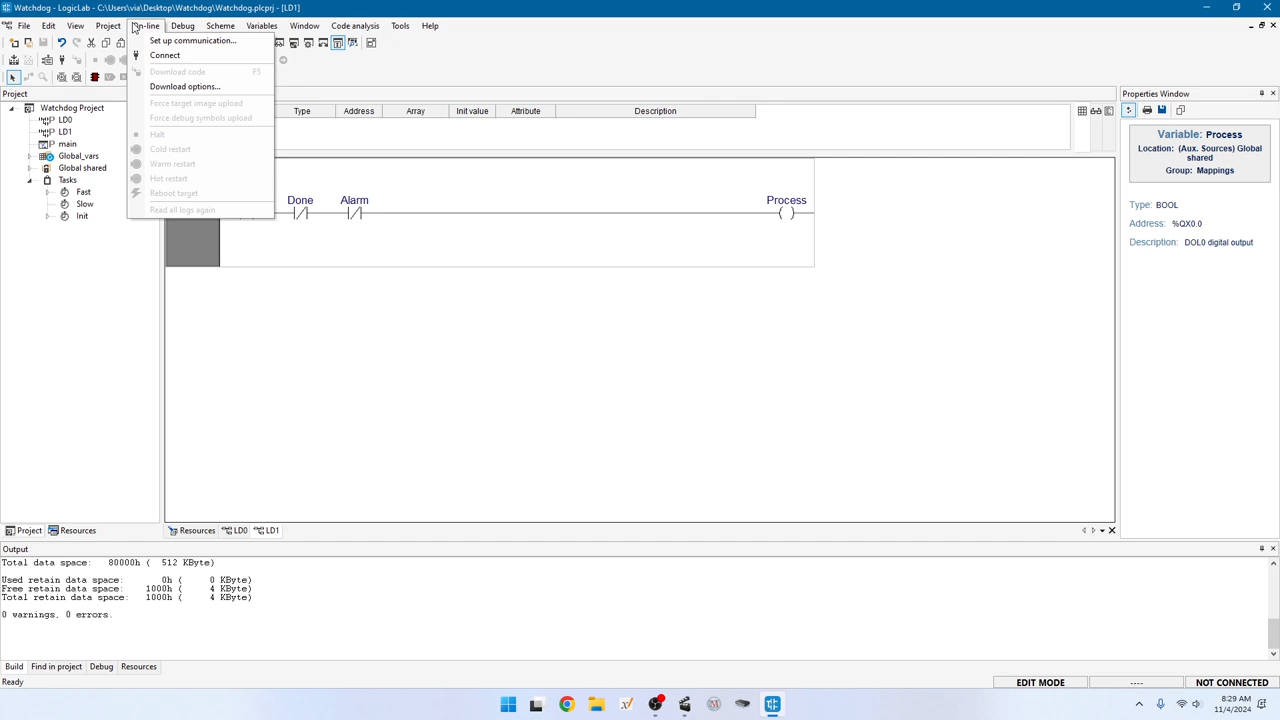 Watchdog - LogicLab - C:\Users\via\Desktop\Watchdog\Watchdog.plcprj - [LD1]
File Edit View Project On-line Debug Scheme Variables Window Code analysis Tools Help
Set up communication...
Connect
Download code F5
Download options...
Force target image upload
Force debug symbols upload
Halt
Cold restart
Warm restart
Hot restart
Reboot target
Read all logs again
Project
Watchdog Project
LD0
LD1
main
Global_vars
Global shared
Tasks
Fast
Slow
Init
Type Address Array Init value Attribute Description
Done Alarm Process
Properties Window
Variable: Process
Location: (Aux. Sources) Global
shared
Group: Mappings
Type: BOOL
Address: %QX0.0
Description: DOL0 digital output
Project Resources
Resources LD0 LD1
Output
Total data space: 80000h ( 512 KByte)
Used retain data space: 0h ( 0 KByte)
Free retain data space: 1000h ( 4 KByte)
Total retain data space: 1000h ( 4 KByte)
0 warnings, 0 errors.
Build Find in project Debug Resources
Ready EDIT MODE ---- NOT CONNECTED
8:29 AM
11/4/2024